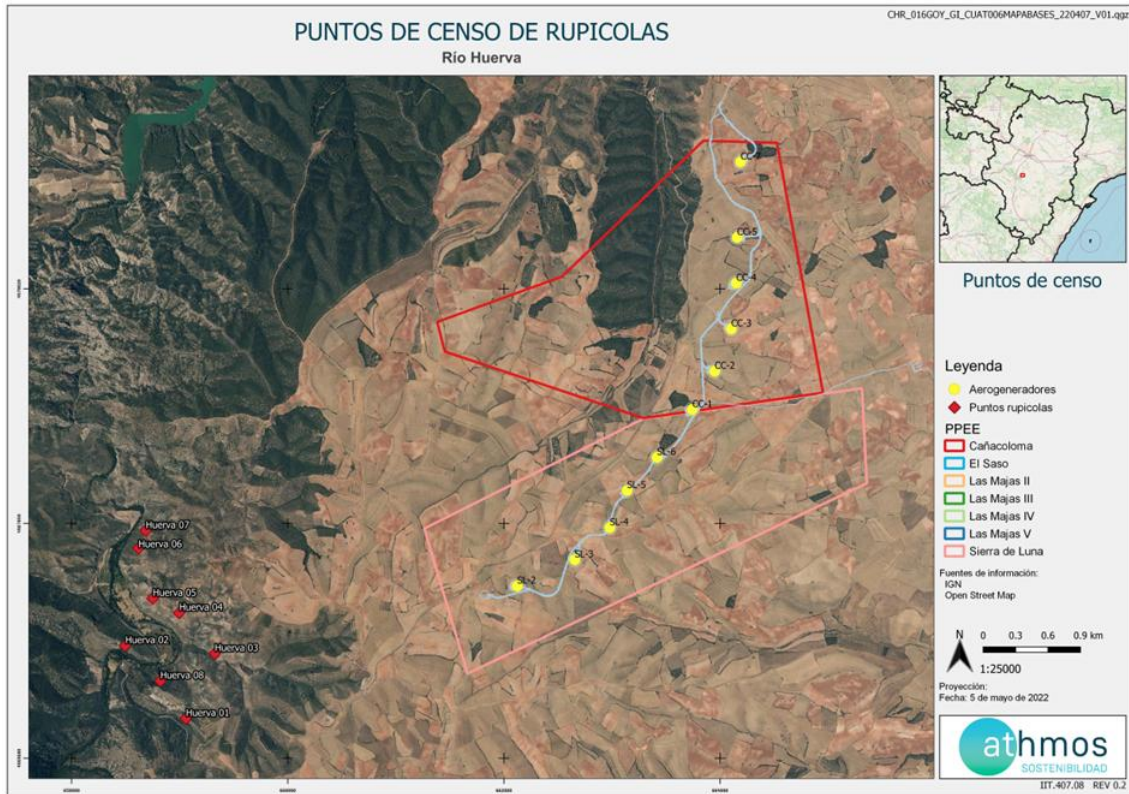 CHR_016GOY_GI_CUAT006MAPABASES_220407_V01.qgz
PUNTOS DE CENSO DE RUPICOLAS
Río Huerva
CC-5
CC-4
CC-3
CC-2
CC-1
SL-6
SL-5
SL-4
SL-3
SL-2
Huerva 07
Huerva 06
Huerva 05
Huerva 04
Huerva 02
Huerva 03
Huerva 08
Huerva 01
Puntos de censo
Leyenda
Aerogeneradores
Puntos rupicolas
PPEE
Cañacoloma
El Saso
Las Majas II
Las Majas III
Las Majas IV
Las Majas V
Sierra de Luna
Fuentes de información:
IGN
Open Street Map
N
0 0.3 0.6 0.9 km
1:25000
Proyección:
Fecha: 5 de mayo de 2022
athmos
SOSTENIBILIDAD
IIT.407.08 REV 0.2